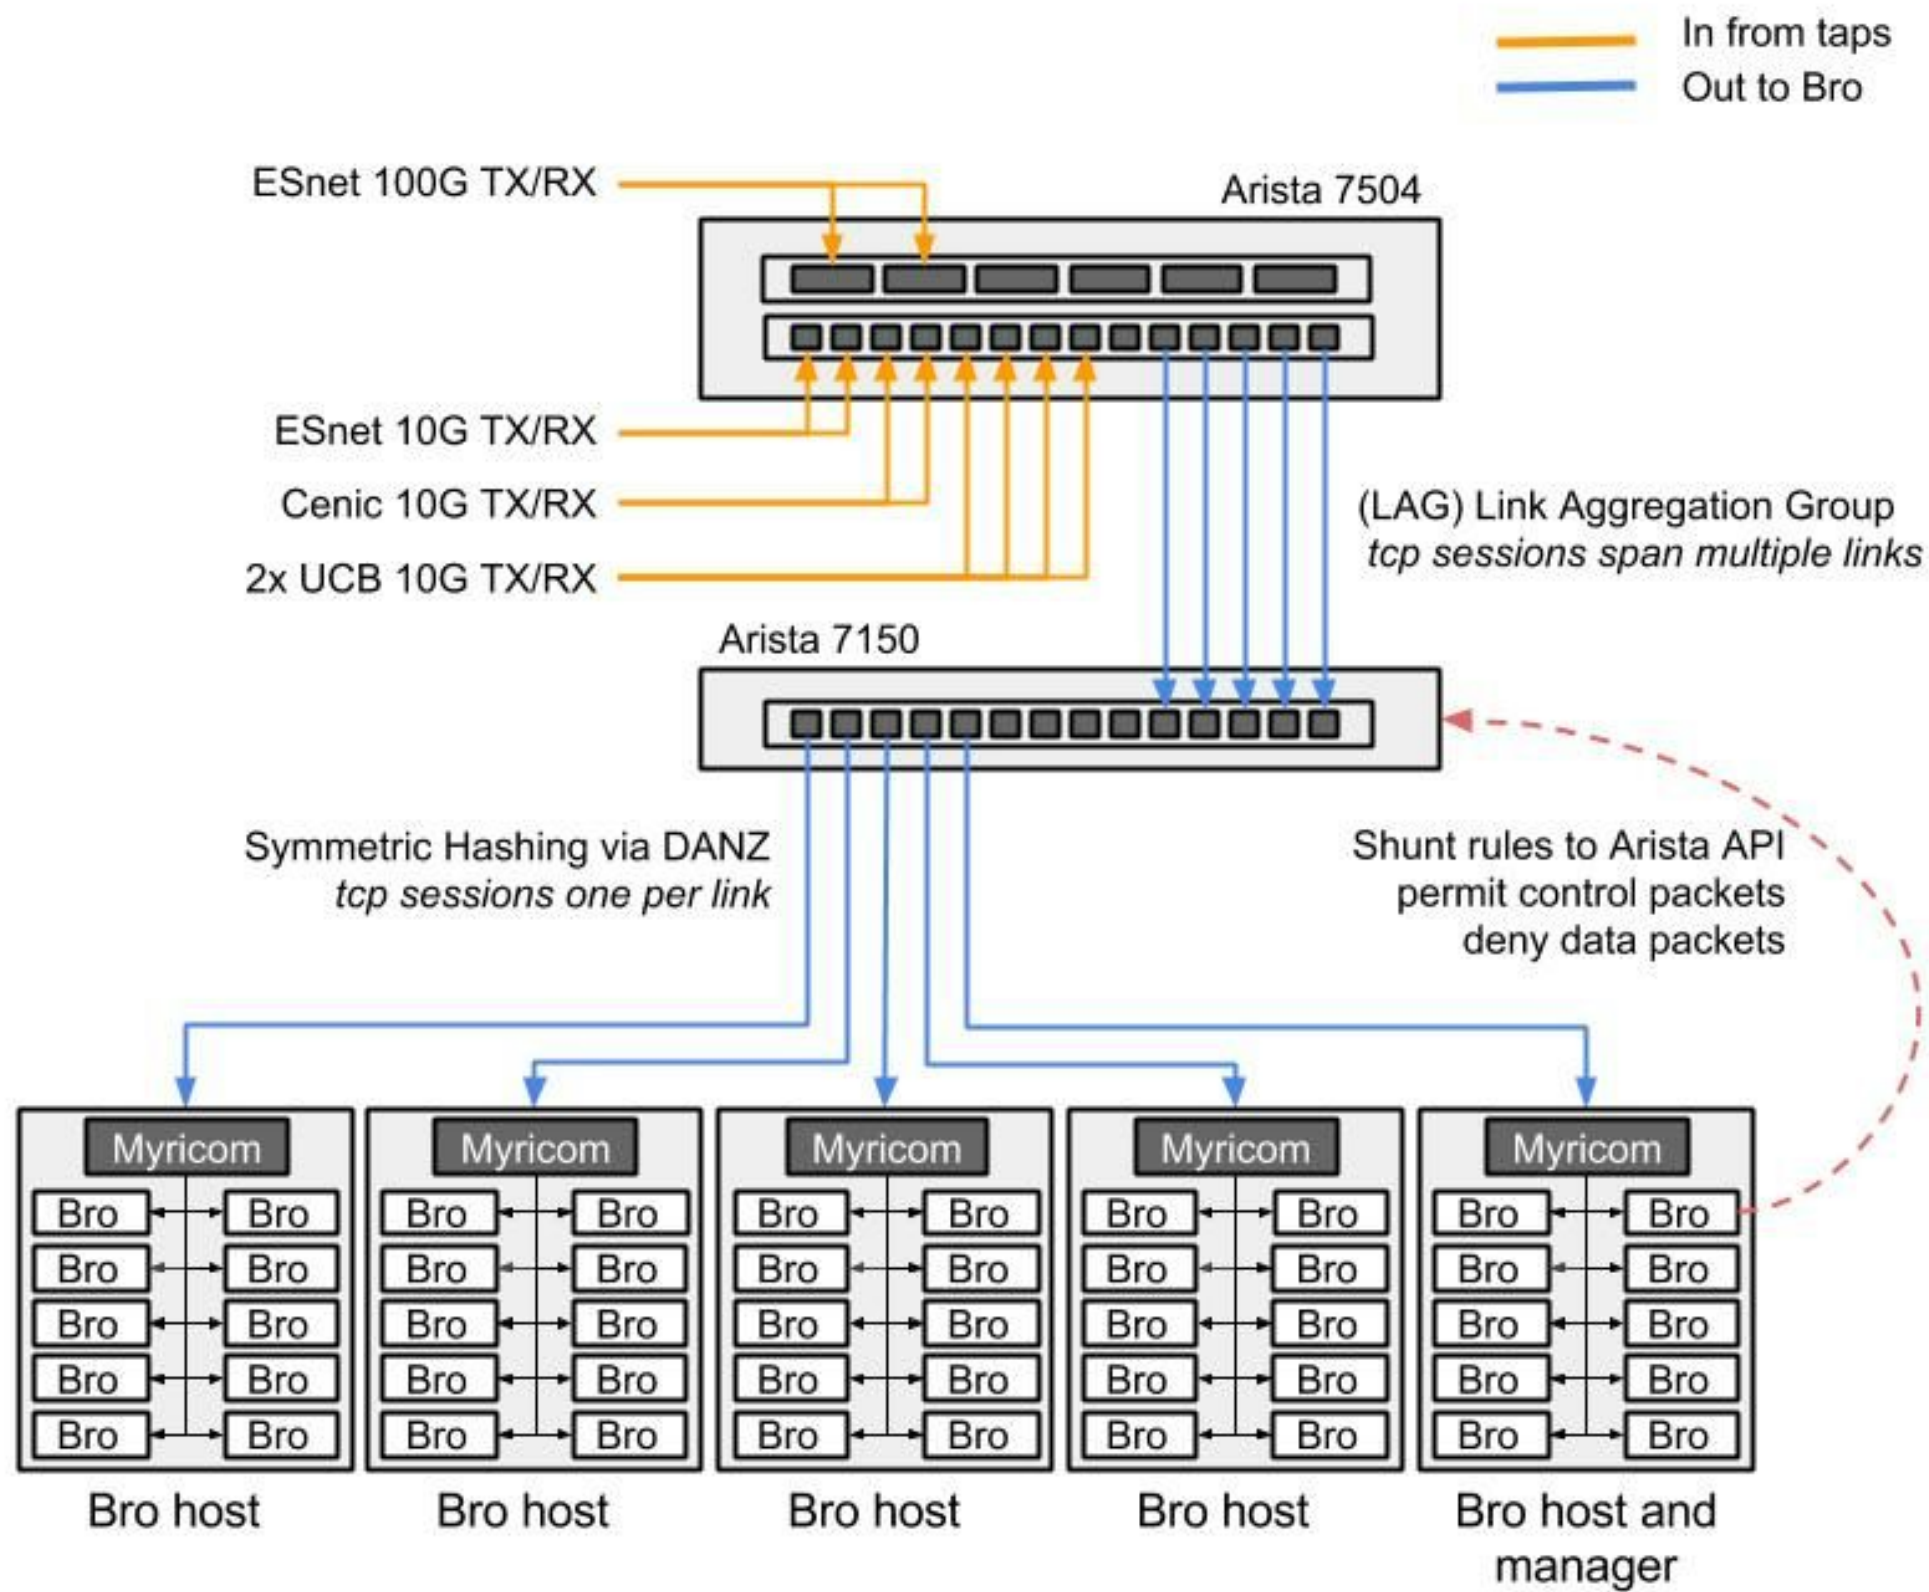 In from taps
Out to Bro
ESnet 100G TX/RX
Arista 7504
ESnet 10G TX/RX
Cenic 10G TX/RX
2x UCB 10G TX/RX
(LAG) Link Aggregation Group
tcp sessions span multiple links
Arista 7150
Symmetric Hashing via DANZ
tcp sessions one per link
Shunt rules to Arista API
permit control packets
deny data packets
Myricom Myricom Myricom Myricom Myricom
Bro Bro Bro Bro Bro Bro Bro Bro Bro Bro
Bro Bro Bro Bro Bro Bro Bro Bro Bro Bro
Bro Bro Bro Bro Bro Bro Bro Bro Bro Bro
Bro Bro Bro Bro Bro Bro Bro Bro Bro Bro
Bro Bro Bro Bro Bro Bro Bro Bro Bro Bro
Bro host
Bro host
Bro host
Bro host
Bro host and
manager